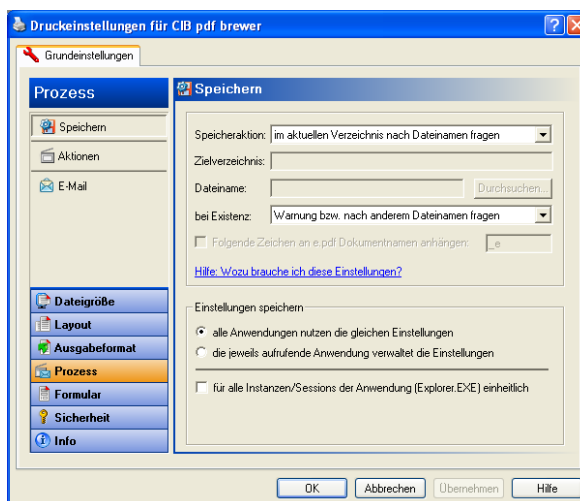 Druckeinstellungen für CIB pdf brewer
Grundeinstellungen
Prozess
Speichern
Aktionen
E-Mail
Dateigröße
Layout
Ausgabeformat
Prozess
Formular
Sicherheit
Info
Speichern
Speicheraktion: im aktuellen Verzeichnis nach Dateinamen fragen
Zielverzeichnis:
Dateiname: Durchsuchen...
bei Existenz: Warnung bzw. nach anderem Dateinamen fragen
Folgende Zeichen an e.pdf Dokumentnamen anhängen: _e
Hilfe: Wozu brauche ich diese Einstellungen?
Einstellungen speichern
alle Anwendungen nutzen die gleichen Einstellungen
die jeweils aufrufende Anwendung verwaltet die Einstellungen
für alle Instanzen/Sessions der Anwendung (Explorer.EXE) einheitlich
OK Abbrechen Übernehmen Hilfe